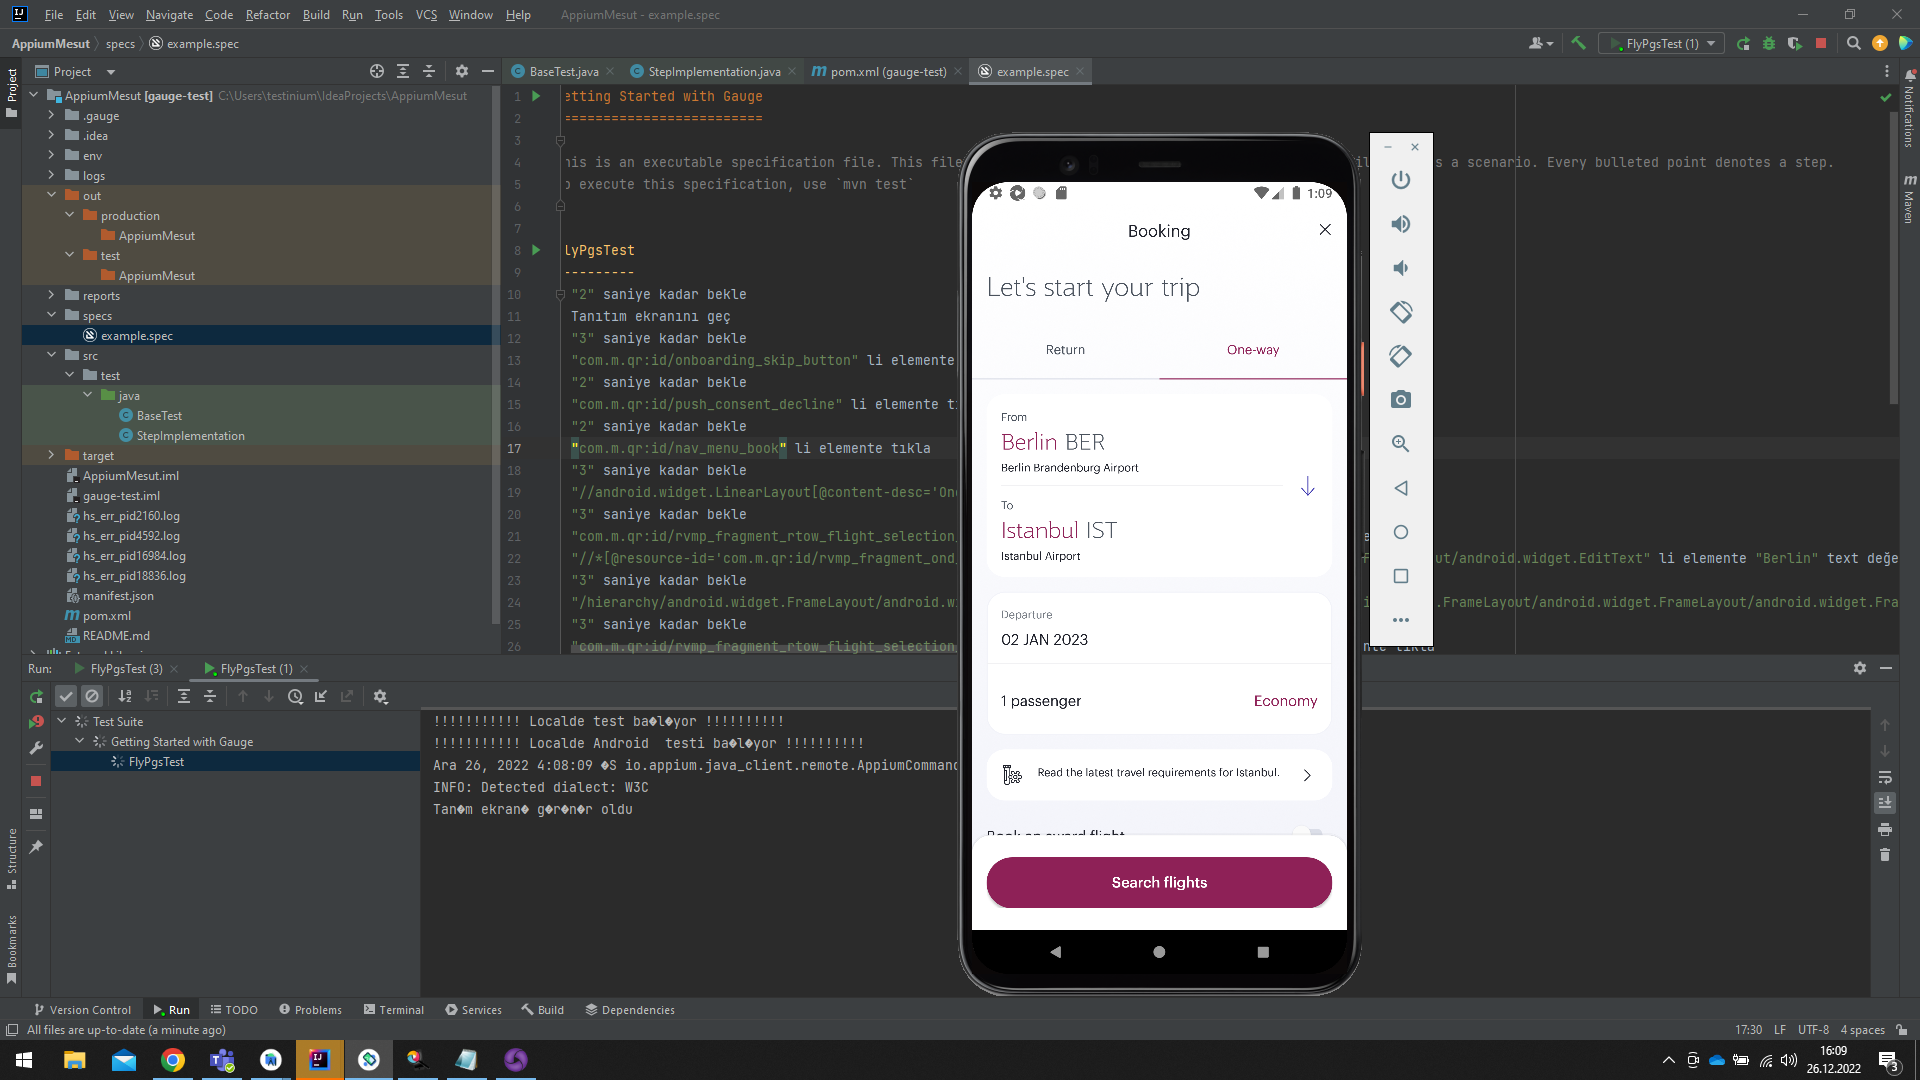 File Edit View Navigate Code Refactor Build Run Tools VCS Window Help AppiumMesut - example.spec
AppiumMesut specs example.spec
FlyPgsTest (1)
Project
BaseTest.java StepImplementation.java pom.xml (gauge-test) example.spec
AppiumMesut [gauge-test] C:\Users\testinium\IdeaProjects\AppiumMesut
.gauge
.idea
env
logs
out
production
AppiumMesut
test
AppiumMesut
reports
specs
example.spec
src
test
java
BaseTest
StepImplementation
target
AppiumMesut.iml
gauge-test.iml
hs_err_pid2160.log
hs_err_pid4592.log
hs_err_pid16984.log
hs_err_pid18836.log
manifest.json
pom.xml
README.md
1 etting Started with Gauge
2 =========================
3
4 his is an executable specification file. This file s a scenario. Every bulleted point denotes a step.
5 o execute this specification, use `mvn test`
6
7
8 lyPgsTest
9 ---------
10 "2" saniye kadar bekle
11 Tanıtım ekranını geç
12 "3" saniye kadar bekle
13 "com.m.qr:id/onboarding_skip_button" li elemente
14 "2" saniye kadar bekle
15 "com.m.qr:id/push_consent_decline" li elemente tı
16 "2" saniye kadar bekle
17 "com.m.qr:id/nav_menu_book" li elemente tıkla
18 "3" saniye kadar bekle
19 "//android.widget.LinearLayout[@content-desc='On
20 "3" saniye kadar bekle
21 "com.m.qr:id/rvmp_fragment_rtow_flight_selection_
22 "//*[@resource-id='com.m.qr:id/rvmp_fragment_ond_ out/android.widget.EditText" li elemente "Berlin" text değe
23 "3" saniye kadar bekle
24 "/hierarchy/android.widget.FrameLayout/android.wi .FrameLayout/android.widget.FrameLayout/android.widget.Fra
25 "3" saniye kadar bekle
26 "com.m.qr:id/rvmp_fragment_rtow_flight_selection_ nte tıkla
1:09
Booking
Let's start your trip
Return One-way
From
Berlin BER
Berlin Brandenburg Airport
To
Istanbul IST
Istanbul Airport
Departure
02 JAN 2023
1 passenger Economy
Read the latest travel requirements for Istanbul.
Book an award flight
Search flights
Run: FlyPgsTest (3) FlyPgsTest (1)
Test Suite
Getting Started with Gauge
FlyPgsTest
!!!!!!!!!!! Localde test ba�l�yor !!!!!!!!!!
!!!!!!!!!!! Localde Android  testi ba�l�yor !!!!!!!!!!
Ara 26, 2022 4:08:09 �S io.appium.java_client.remote.AppiumCommand
INFO: Detected dialect: W3C
Tan�m ekran� g�r�n�r oldu
Project
Structure
Bookmarks
Notifications
Maven
Version Control Run TODO Problems Terminal Services Build Dependencies
All files are up-to-date (a minute ago) 17:30 LF UTF-8 4 spaces
16:09
26.12.2022
3